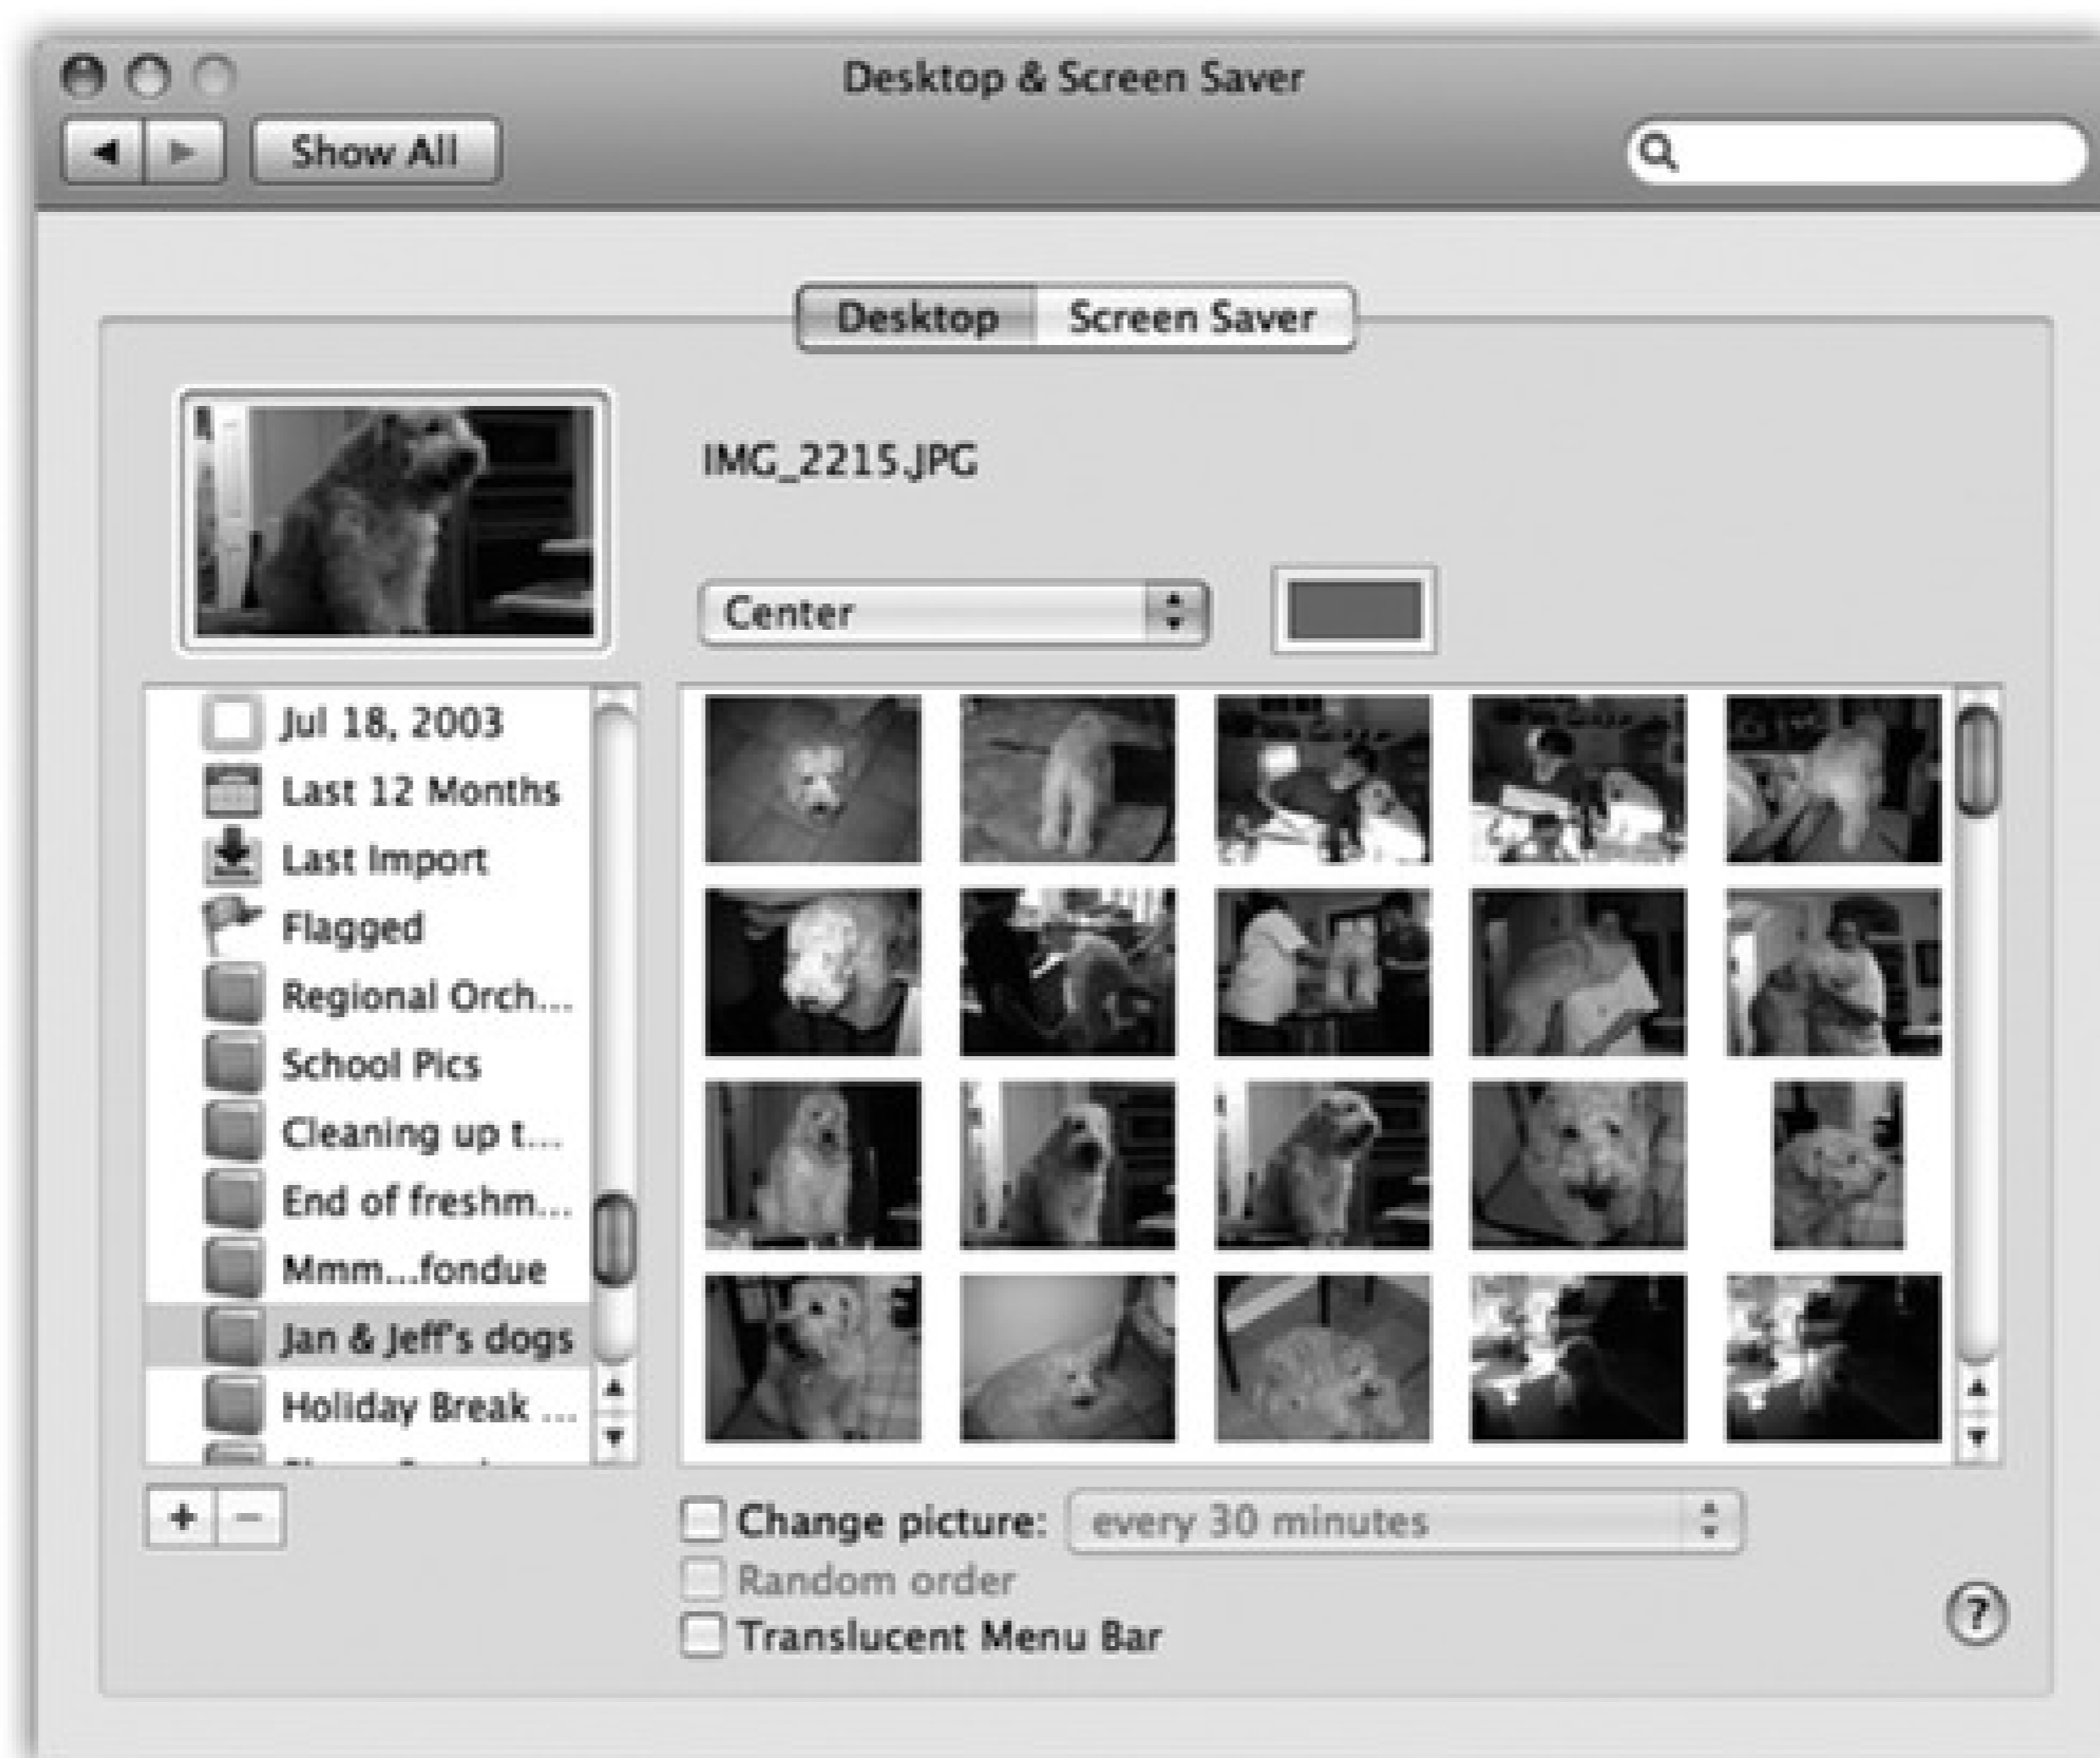 Desktop & Screen Saver
Show All
Desktop
Screen Saver
IMG_2215.JPG
Center
Jul 18, 2003
Last 12 Months
Last Import
Flagged
Regional Orch...
School Pics
Cleaning up t...
End of freshm...
Mmm...fondue
Jan & Jeff's dogs
Holiday Break ...
+ −
Change picture: every 30 minutes
Random order
Translucent Menu Bar
?